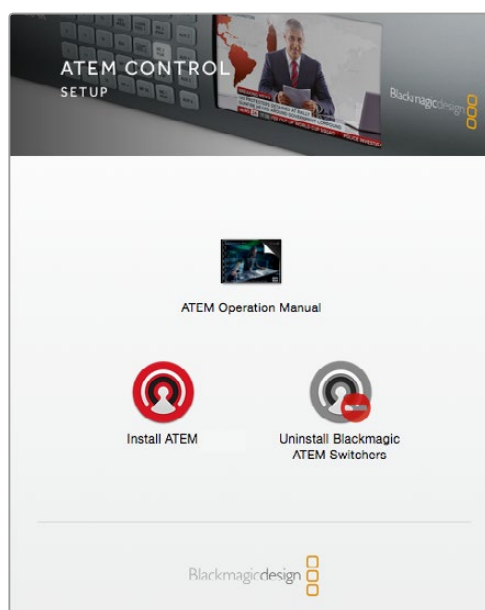 ATEM CONTROL
SETUP
Blackmagicdesign
ATEM Operation Manual
Install ATEM
Uninstall Blackmagic
ATEM Switchers
Blackmagicdesign